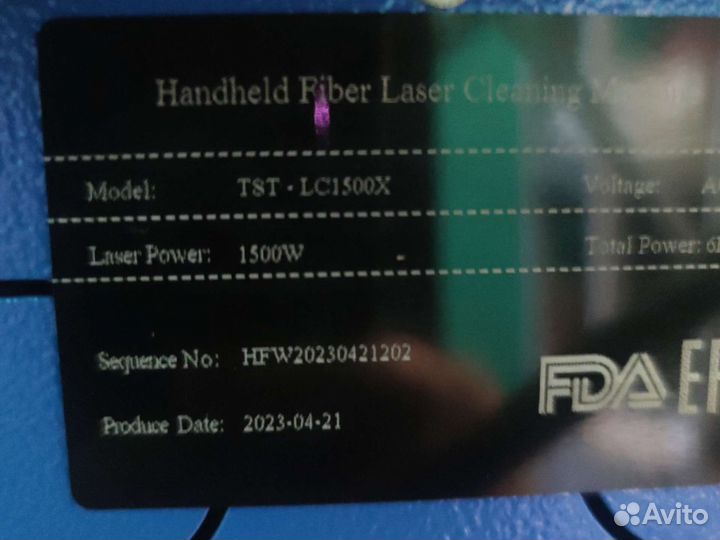 Handheld Fiber Laser Cleaning
Model: TST - LC1500X Voltage: A
Laser Power: 1500W Total Power: 6
Sequence No: HFW20230421202
FDA
Produce Date: 2023-04-21
Avito